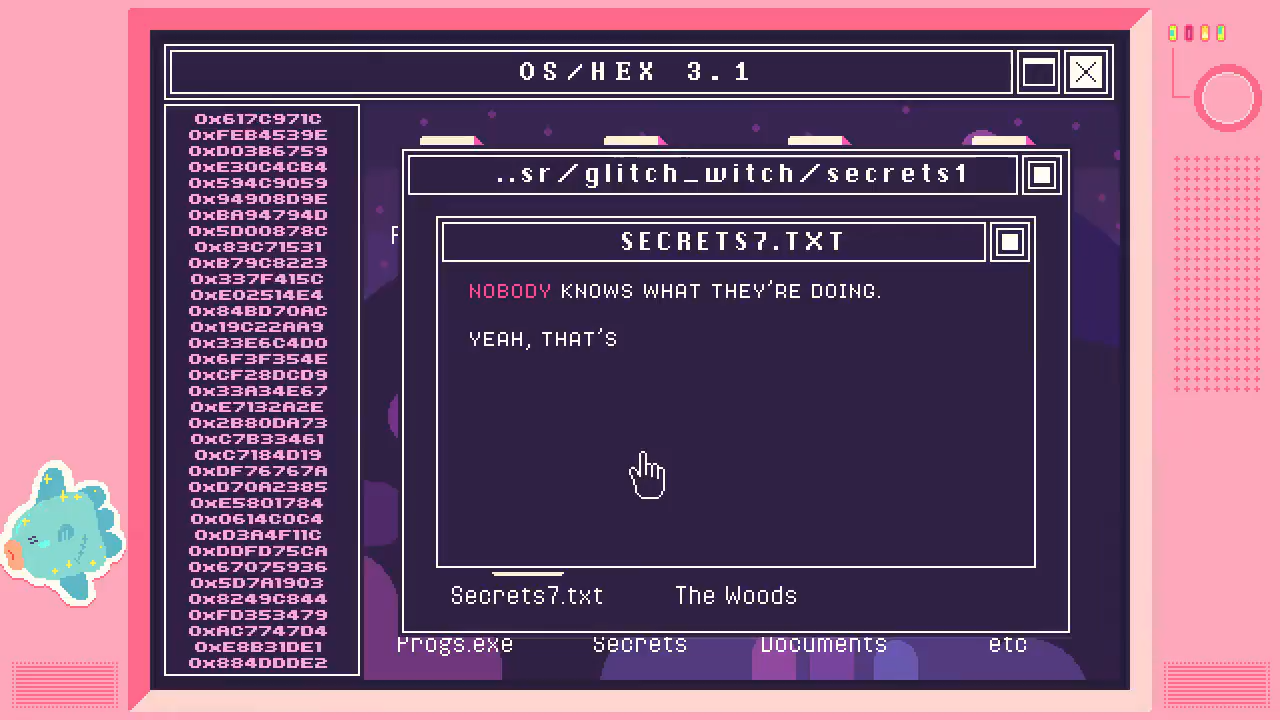 OS/HEX 3.1
0x617C971C
0xFEB4539E
0xD03B6759
0xE30C4CB4
0x594C9059
0x94908D9E
0xBA94794D
0x5D00878C
0x83C71531
0xB79C8223
0x337F415C
0xE02514E4
0x84BD70AC
0x19C22AA9
0x33E6C4D0
0x6F3F354E
0xCF28DCD9
0x33A34E67
0xE7132A2E
0x2B80DA73
0xC7B33461
0xC7184D19
0xDF76767A
0xD70A2385
0xE5801784
0x0614C0C4
0xD3A4F11C
0xDDFD75CA
0x67075936
0x5D7A1903
0x8249C844
0xFD353479
0xAC7747D4
0xE8B31DE1
0x884DDDE2
..sr/glitch_witch/secrets1
SECRETS7.TXT
NOBODY KNOWS WHAT THEY'RE DOING.
YEAH, THAT'S
Secrets7.txt The Woods
Progs.exe Secrets Documents etc